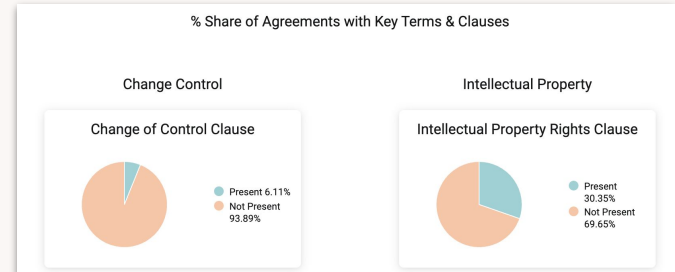 % Share of Agreements with Key Terms & Clauses
Change Control
Intellectual Property
Change of Control Clause
Present 6.11%
Not Present
93.89%
Intellectual Property Rights Clause
Present
30.35%
Not Present
69.65%